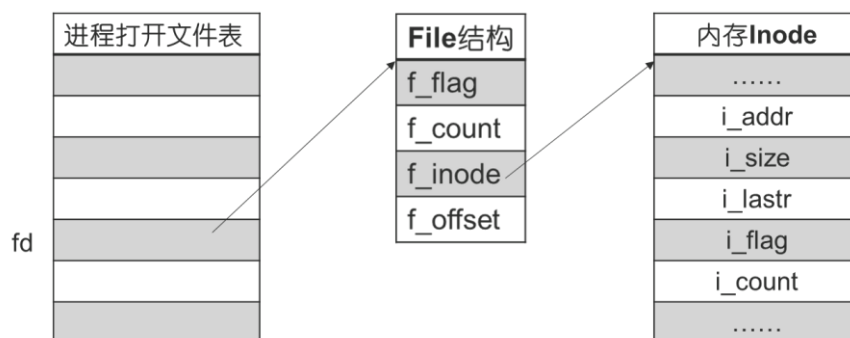 进程打开文件表
fd
File结构
f_flag
f_count
f_inode
f_offset
内存Inode
......
i_addr
i_size
i_lastr
i_flag
i_count
......